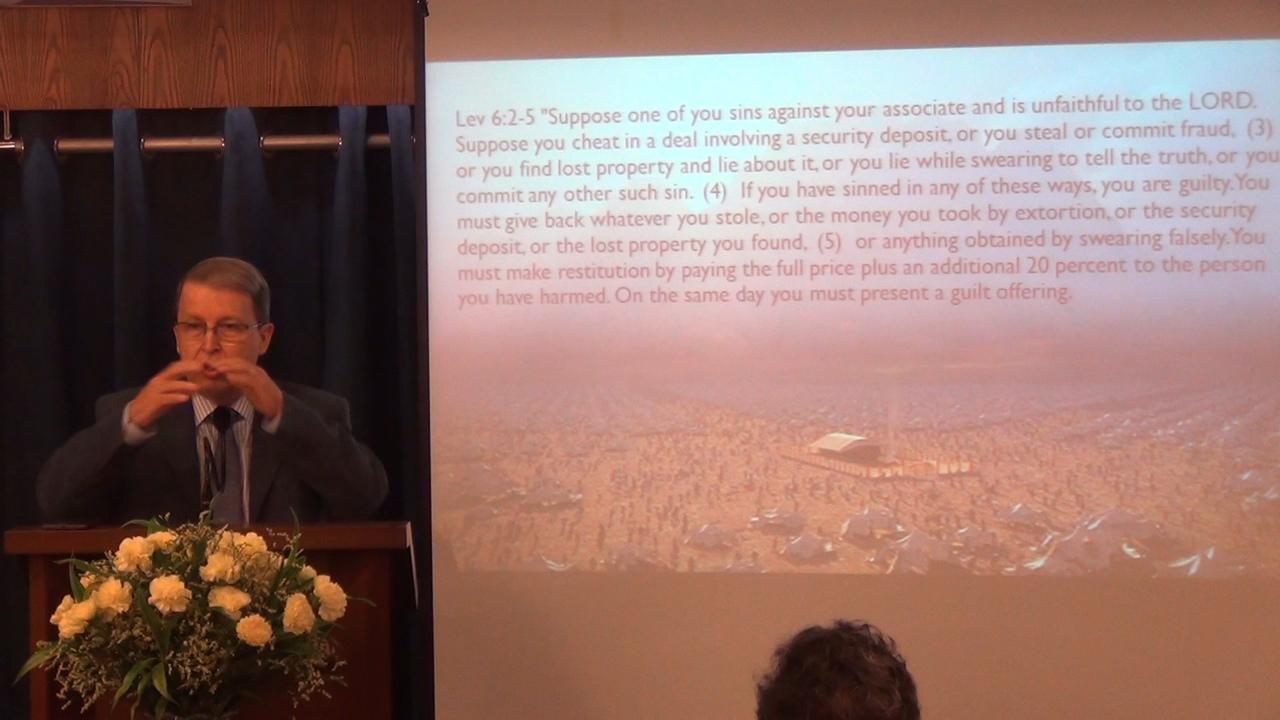 Lev 6:2-5 "Suppose one of you sins against your associate and is unfaithful to the LORD.
Suppose you cheat in a deal involving a security deposit, or you steal or commit fraud, (3)
or you find lost property and lie about it, or you lie while swearing to tell the truth, or you
commit any other such sin. (4) If you have sinned in any of these ways, you are guilty. You
must give back whatever you stole, or the money you took by extortion, or the security
deposit, or the lost property you found, (5) or anything obtained by swearing falsely. You
must make restitution by paying the full price plus an additional 20 percent to the person
you have harmed. On the same day you must present a guilt offering.